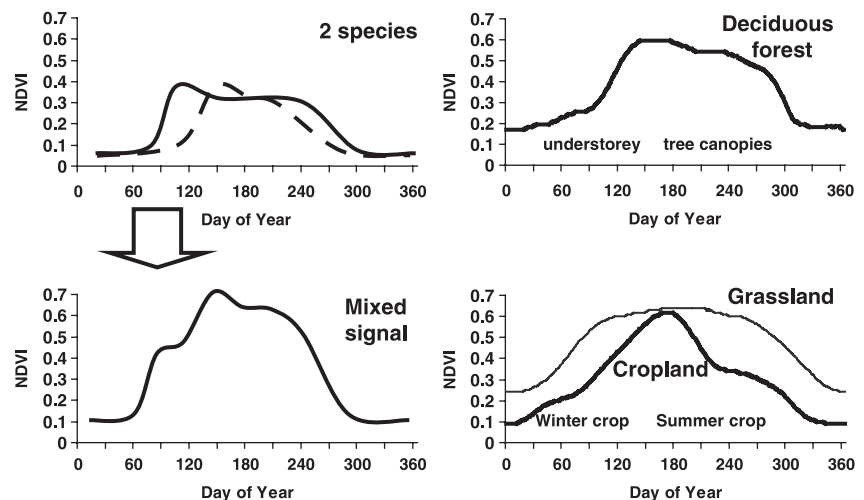 2 species
NDVI
0.7
0.6
0.5
0.4
0.3
0.2
0.1
0
0 60 120 180 240 300 360
Day of Year
Deciduous
forest
NDVI
0.7
0.6
0.5
0.4
0.3
0.2
0.1
0
understorey tree canopies
0 60 120 180 240 300 360
Day of Year
Mixed
signal
NDVI
0.7
0.6
0.5
0.4
0.3
0.2
0.1
0
0 60 120 180 240 300 360
Day of Year
Grassland
Cropland
NDVI
0.7
0.6
0.5
0.4
0.3
0.2
0.1
0
Winter crop Summer crop
0 60 120 180 240 300 360
Day of Year